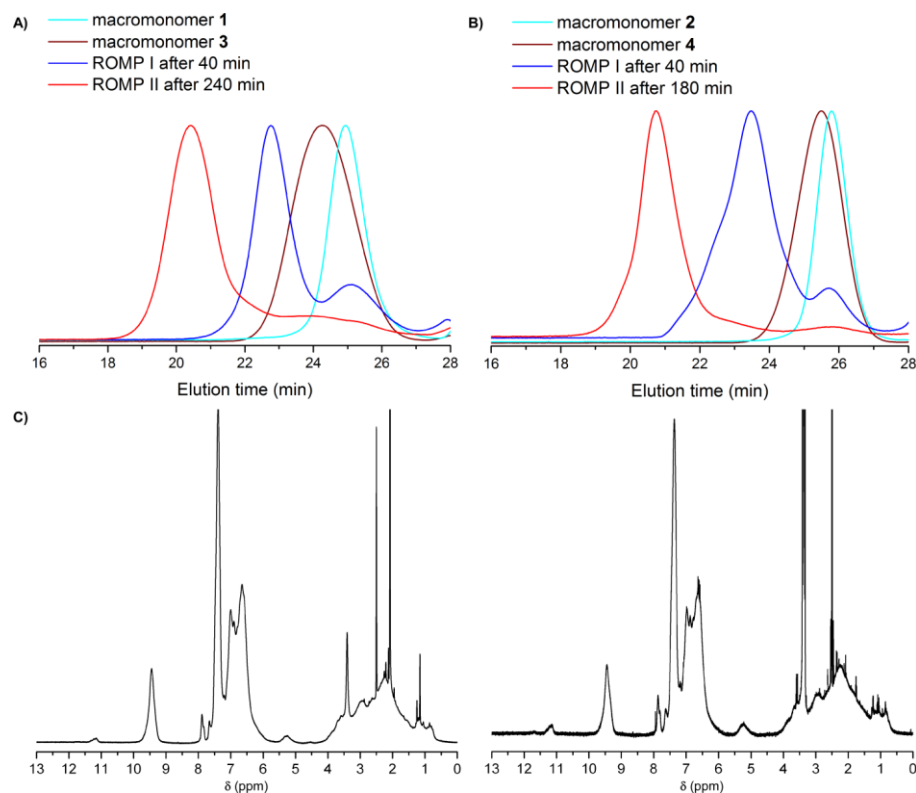 A)
macromonomer 1
macromonomer 3
ROMP I after 40 min
ROMP II after 240 min
16 18 20 22 24 26 28
Elution time (min)
B)
macromonomer 2
macromonomer 4
ROMP I after 40 min
ROMP II after 180 min
16 18 20 22 24 26 28
Elution time (min)
C)
13 12 11 10 9 8 7 6 5 4 3 2 1 0
δ (ppm)
13 12 11 10 9 8 7 6 5 4 3 2 1 0
δ (ppm)